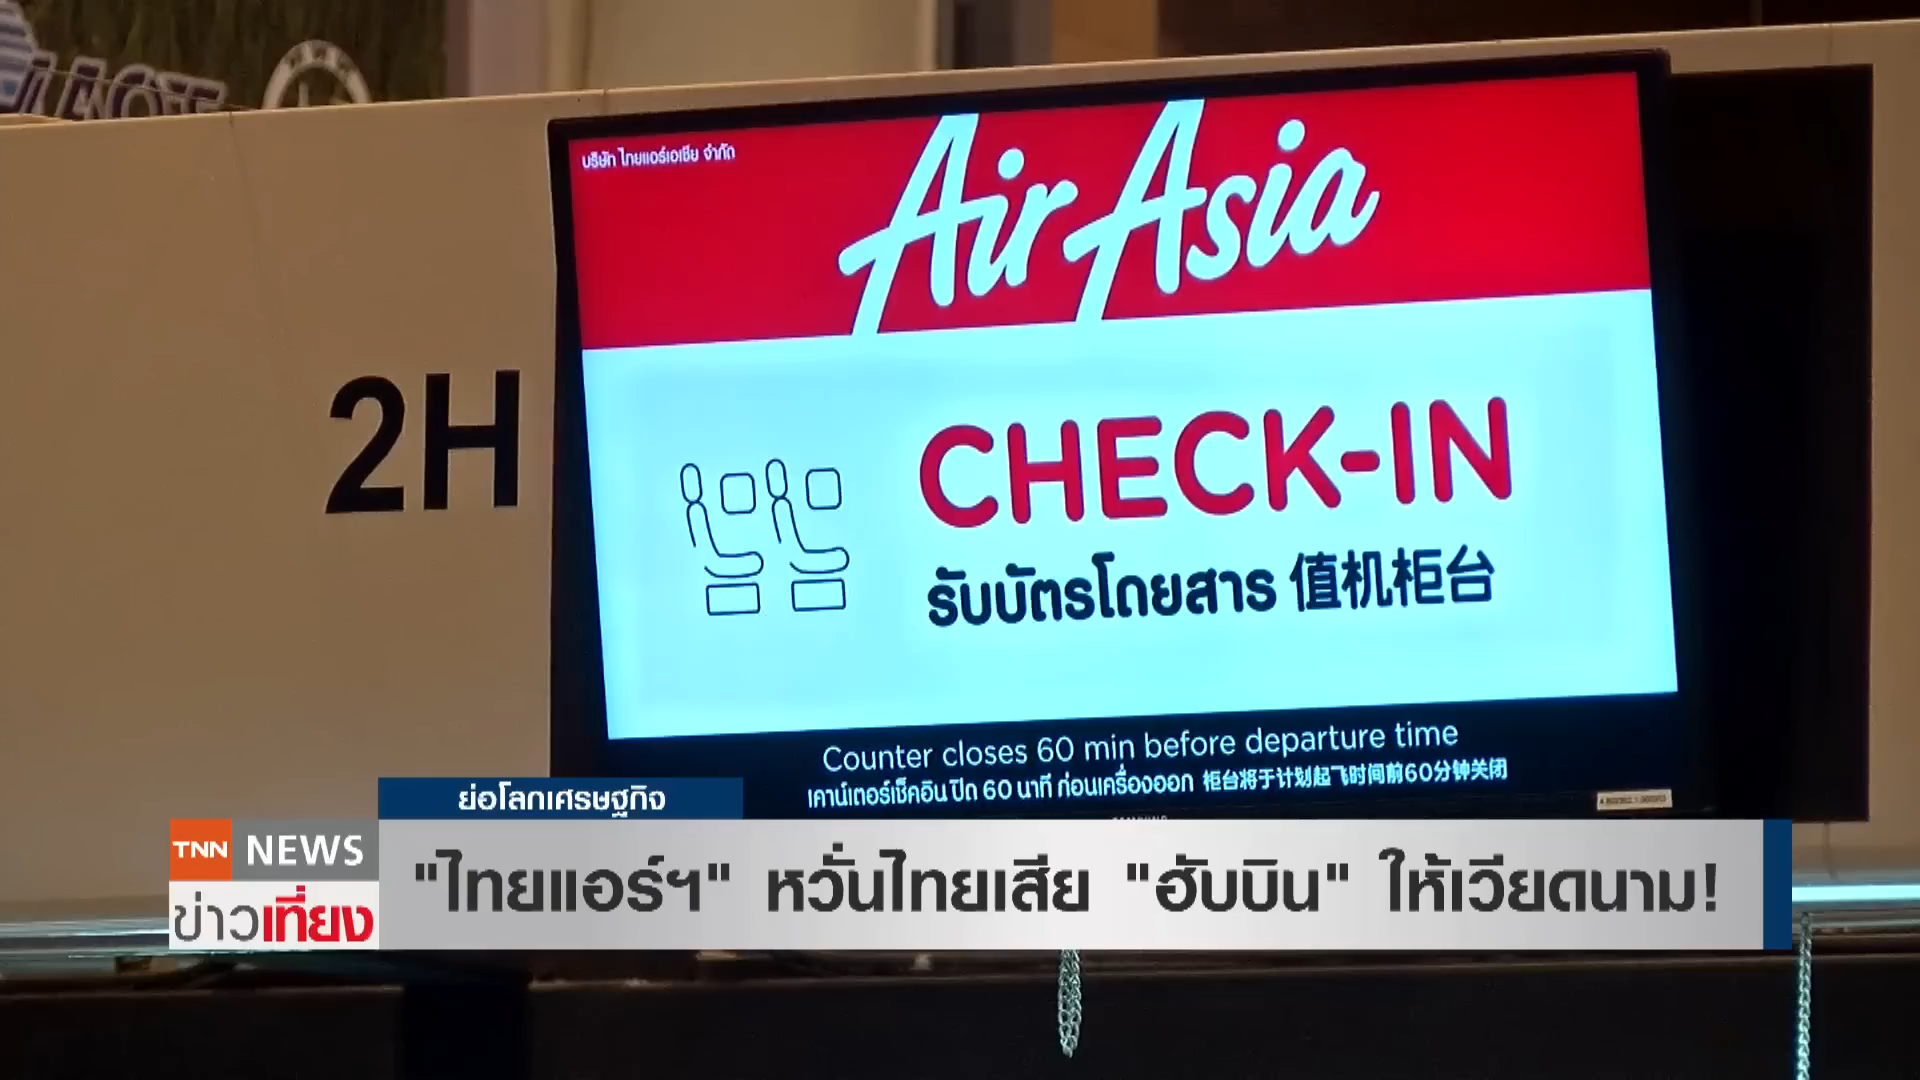 บริษัท ไทยแอร์เอเชีย จำกัด
AirAsia
2H
CHECK-IN
รับบัตรโดยสาร 值机柜台
Counter closes 60 min before departure time
เคาน์เตอร์เช็คอินปิด 60 นาที ก่อนเครื่องออก 柜台将于计划起飞时间前60分钟关闭
ย่อโลกเศรษฐกิจ
TNN NEWS
ข่าวเที่ยง
"ไทยแอร์ฯ" หวั่นไทยเสีย "ฮับบิน" ให้เวียดนาม!